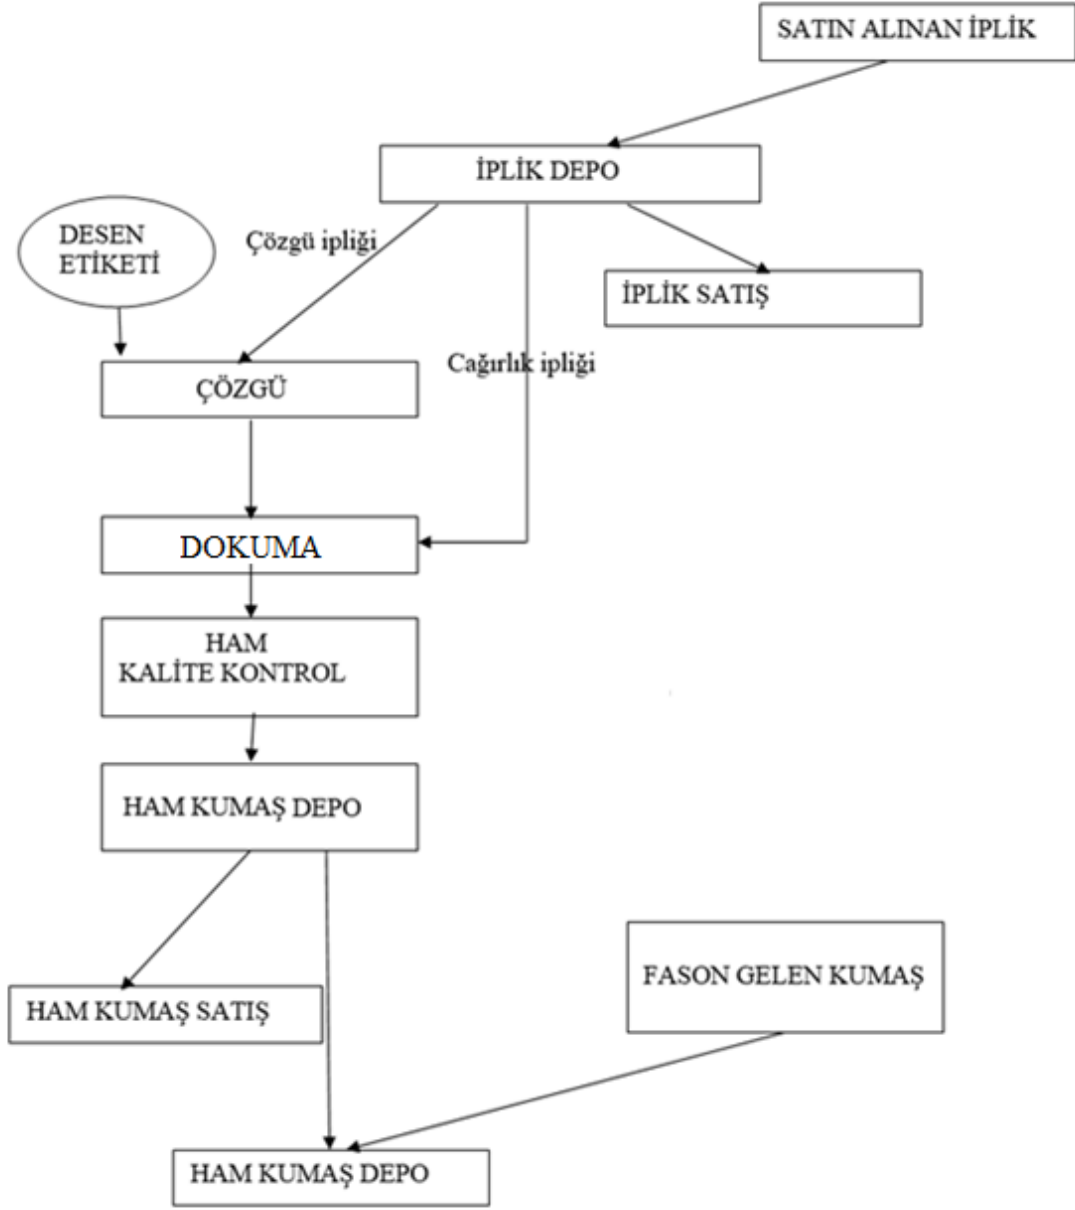 SATIN ALINAN İPLİK
İPLİK DEPO
DESEN
ETİKETİ
Çözgü ipliği
İPLİK SATIŞ
Cağırlık ipliği
ÇÖZGÜ
DOKUMA
HAM
KALİTE KONTROL
HAM KUMAŞ DEPO
FASON GELEN KUMAŞ
HAM KUMAŞ SATIŞ
HAM KUMAŞ DEPO